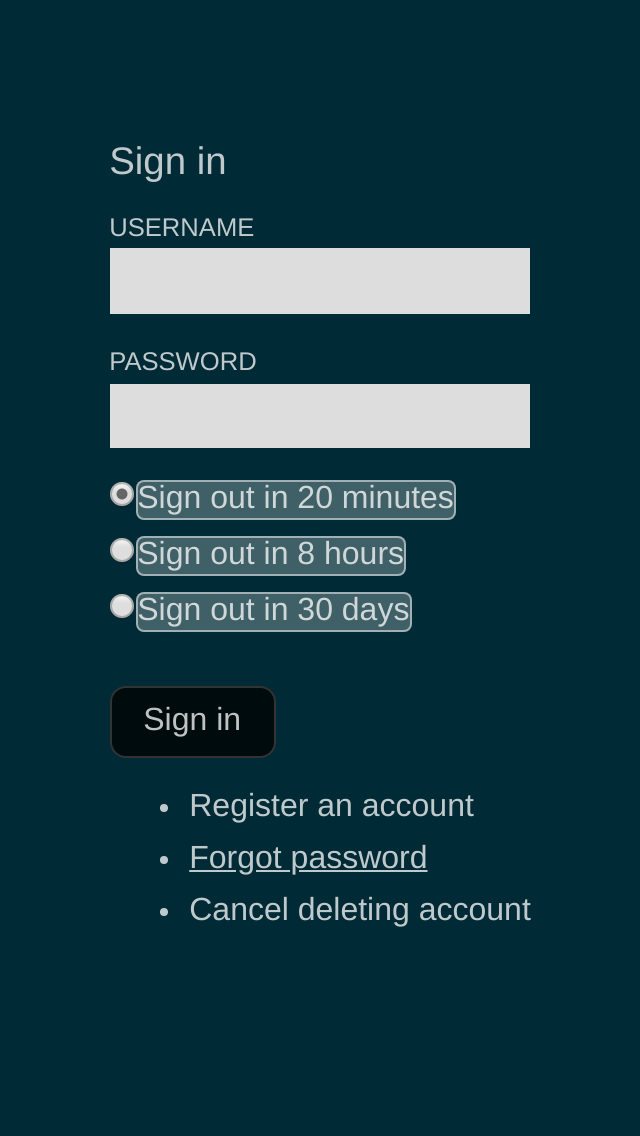 Sign in
USERNAME
PASSWORD
Sign out in 20 minutes
Sign out in 8 hours
Sign out in 30 days
Sign in
Register an account
Forgot password
Cancel deleting account